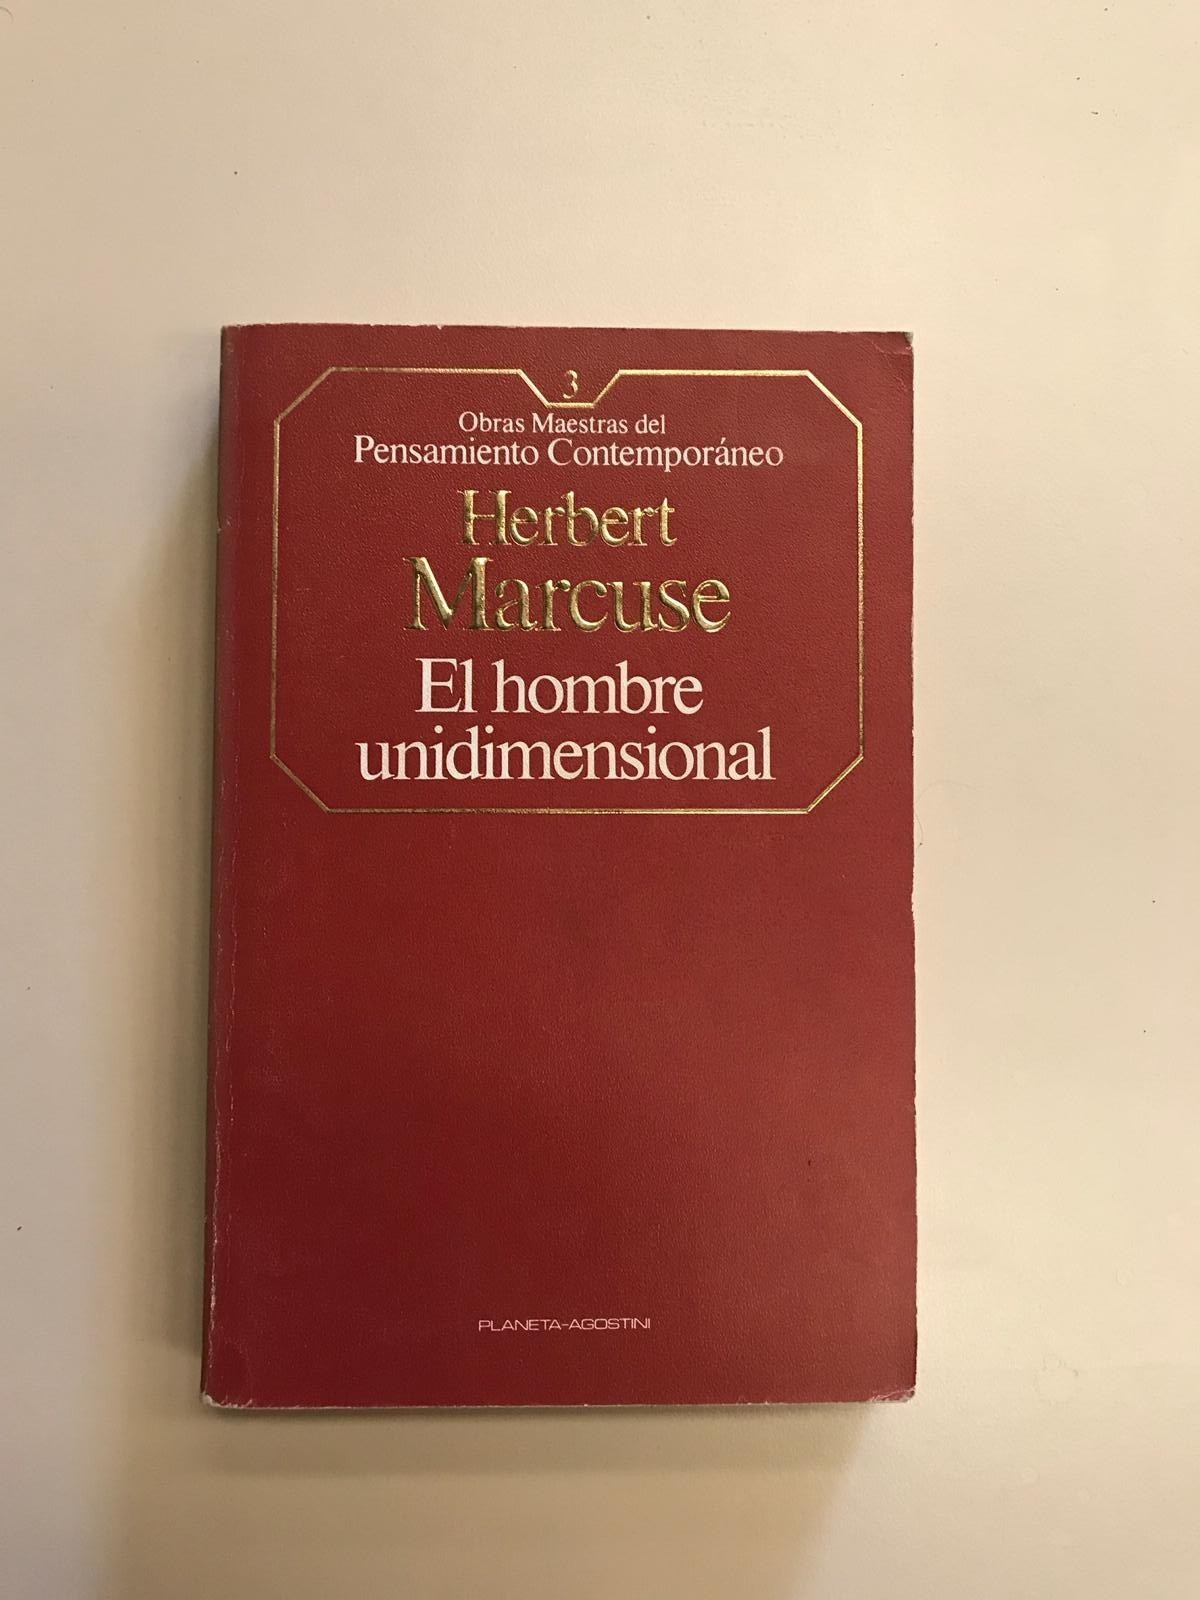 3
Obras Maestras del
Pensamiento Contemporáneo
Herbert
Marcuse
El hombre
unidimensional
PLANETA-AGOSTINI